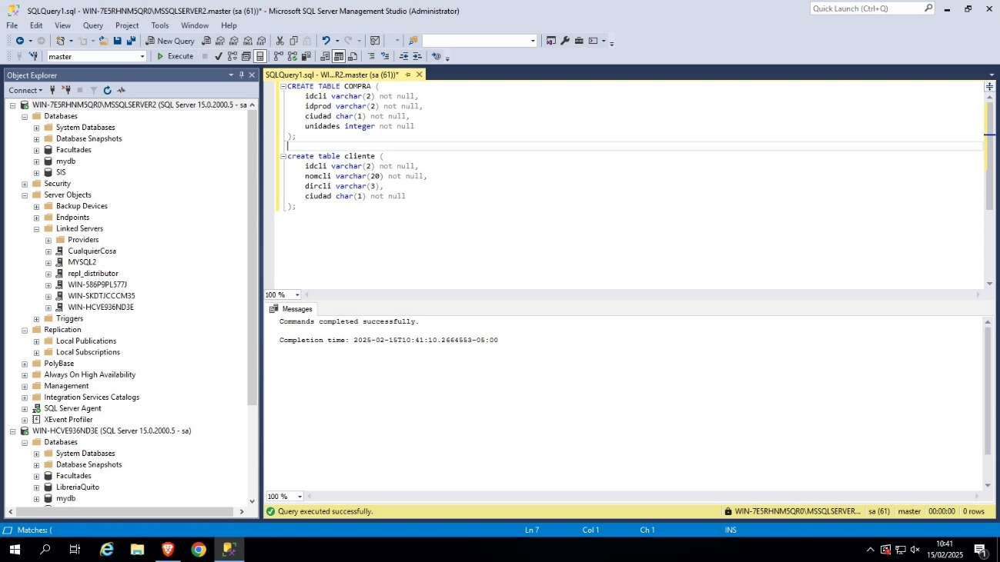 SQLQuery1.sql - WIN-7E5RHNM5QR0\MSSQLSERVER2.master (sa (61))* - Microsoft SQL Server Management Studio (Administrator)
Quick Launch (Ctrl+Q)
File Edit View Query Project Tools Window Help
New Query
master
Execute
Object Explorer
Connect
WIN-7E5RHNM5QR0\MSSQLSERVER2 (SQL Server 15.0.2000.5 - sa
Databases
System Databases
Database Snapshots
Facultades
mydb
SIS
Security
Server Objects
Backup Devices
Endpoints
Linked Servers
Providers
CualquierCosa
MYSQL2
repl_distributor
WIN-586P9PL577J
WIN-SKDTJCCCM35
WIN-HCVE936ND3E
Triggers
Replication
Local Publications
Local Subscriptions
PolyBase
Always On High Availability
Management
Integration Services Catalogs
SQL Server Agent
XEvent Profiler
WIN-HCVE936ND3E (SQL Server 15.0.2000.5 - sa)
Databases
System Databases
Database Snapshots
Facultades
LibreriaQuito
mydb
SQLQuery1.sql - WI...R2.master (sa (61))*
CREATE TABLE COMPRA (
idcli varchar(2) not null,
idprod varchar(2) not null,
ciudad char(1) not null,
unidades integer not null
);
create table cliente (
idcli varchar(2) not null,
nomcli varchar(20) not null,
dircli varchar(3),
ciudad char(1) not null
);
100 %
Messages
Commands completed successfully.
Completion time: 2025-02-15T10:41:10.2664553-05:00
100 %
Query executed successfully.
WIN-7E5RHNM5QR0\MSSQLSERVER... sa (61) master 00:00:00 0 rows
Matches: (
Ln 7 Col 1 Ch 1 INS
10:41
15/02/2025
1